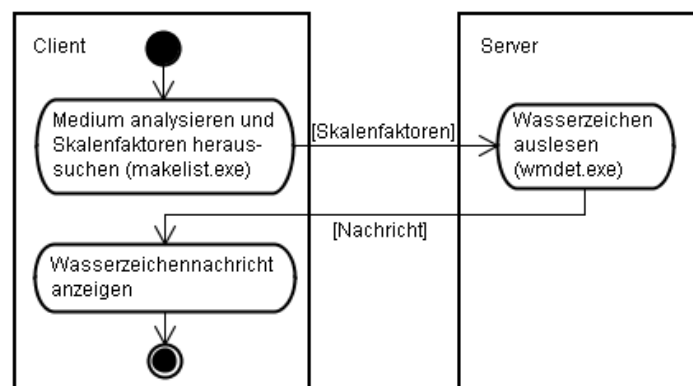 Client
Server
Medium analysieren und
Skalenfaktoren heraus-
suchen (makelist.exe)
[Skalenfaktoren]
Wasserzeichen
auslesen
(wmdet.exe)
[Nachricht]
Wasserzeichennachricht
anzeigen